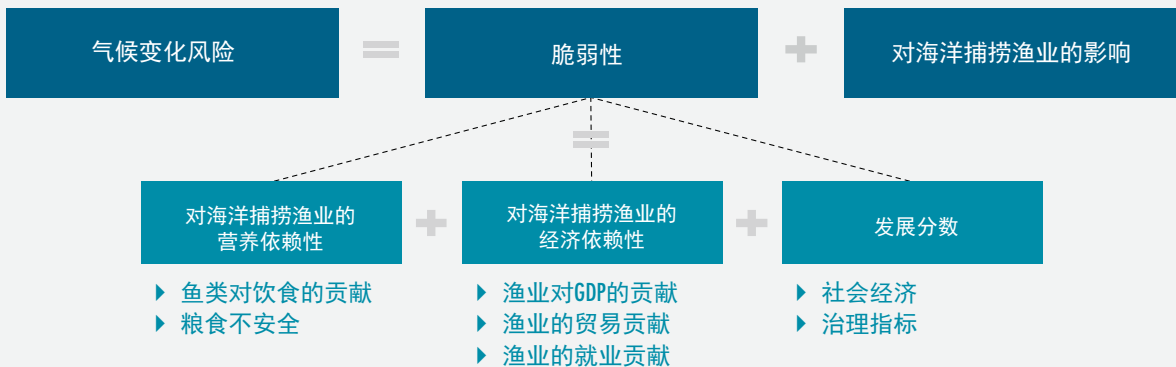 气候变化风险
脆弱性
对海洋捕捞渔业的影响
对海洋捕捞渔业的
营养依赖性
对海洋捕捞渔业的
经济依赖性
发展分数
鱼类对饮食的贡献
粮食不安全
渔业对GDP的贡献
渔业的贸易贡献
渔业的就业贡献
社会经济
治理指标